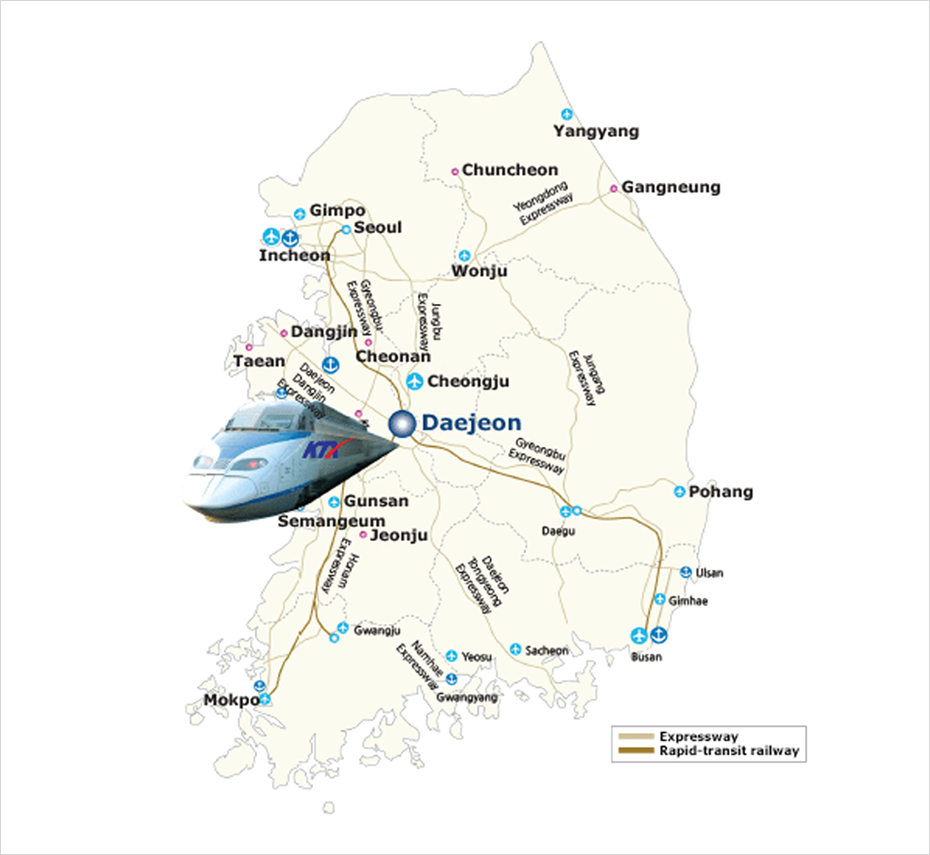 Yangyang
Chuncheon
Gangneung
Yeongdong
Expressway
Gimpo
Seoul
Incheon
Wonju
Gyeongbu
Expressway
Jungbu
Expressway
Dangjin
Cheonan
Taean
Jungang
Expressway
Daejeon
Dangjin
Expressway
Cheongju
Daejeon
KTX
Gyeongbu
Expressway
Pohang
Gunsan
Semangeum
Jeonju
Daegu
Honam
Expressway
Daejeon
Tongyeong
Expressway
Ulsan
Gimhae
Gwangju
Namhae
Expressway
Yeosu
Sacheon
Busan
Mokpo
Gwangyang
Expressway
Rapid-transit railway